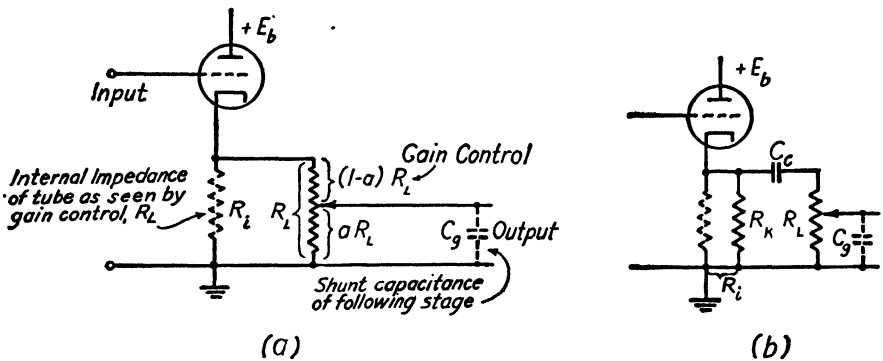 +E_b
Input
Gain Control
Internal Impedance
of tube as seen by
gain control, R_L
R_i
R_L
(1-a) R_L
a R_L
C_g
Output
Shunt capacitance
of following stage
(a)
+E_b
C_c
R_K
R_L
C_g
R_i
(b)